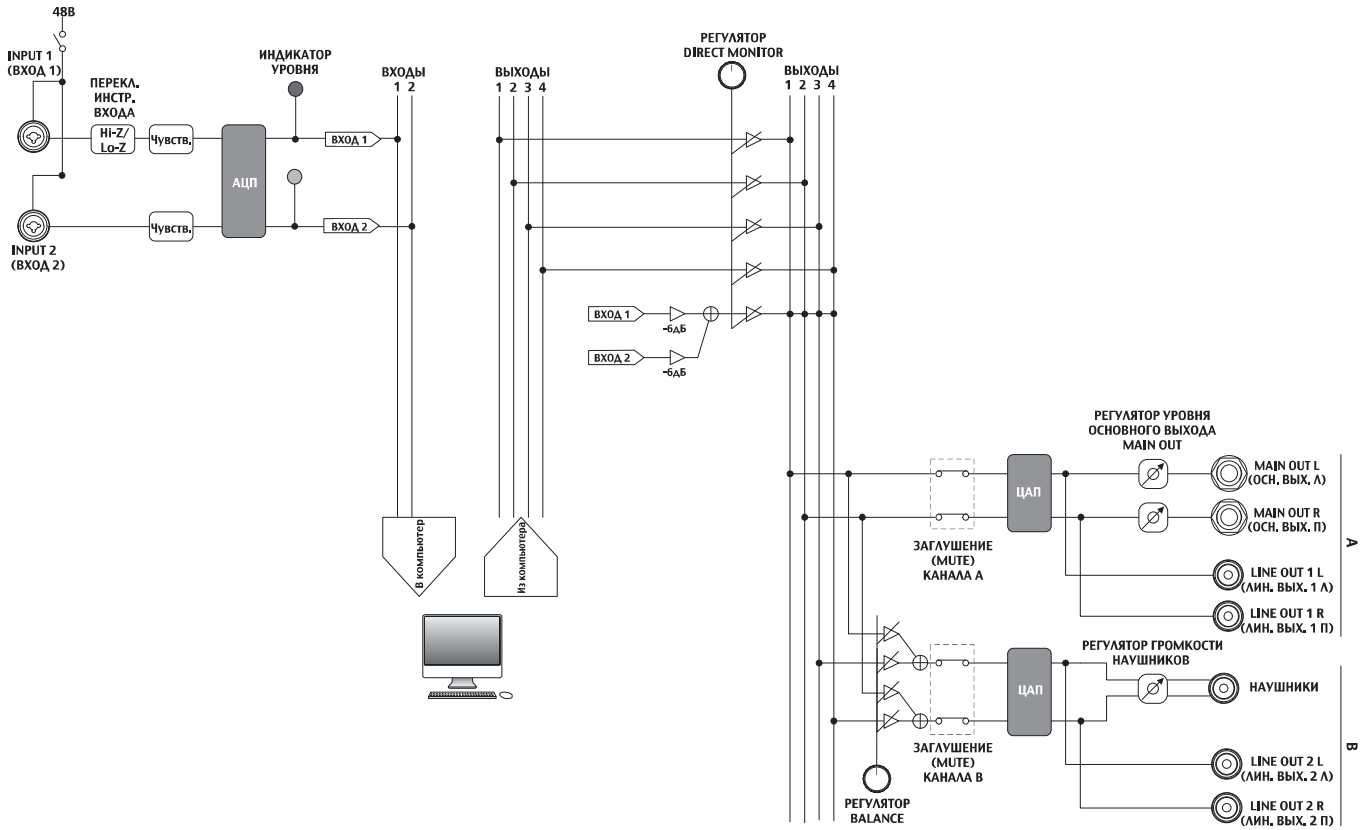 48В
INPUT 1
(ВХОД 1)
ПЕРЕКЛ.
ИНСТР.
ВХОДА
Hi-Z/
Lo-Z
Чувств.
АЦП
ИНДИКАТОР
УРОВНЯ
ВХОД 1
ВХОДЫ
1 2
INPUT 2
(ВХОД 2)
Чувств.
ВХОД 2
В компьютер
ВЫХОДЫ
1 2 3 4
Из компьютера
РЕГУЛЯТОР
DIRECT MONITOR
ВЫХОДЫ
1 2 3 4
ВХОД 1
-6дБ
ВХОД 2
-6дБ
РЕГУЛЯТОР УРОВНЯ
ОСНОВНОГО ВЫХОДА
MAIN OUT
ЦАП
MAIN OUT L
(ОСН. ВЫХ. Л)
MAIN OUT R
(ОСН. ВЫХ. П)
ЗАГЛУШЕНИЕ
(MUTE)
КАНАЛА А
LINE OUT 1 L
(ЛИН. ВЫХ. 1 Л)
LINE OUT 1 R
(ЛИН. ВЫХ. 1 П)
A
РЕГУЛЯТОР ГРОМКОСТИ
НАУШНИКОВ
ЦАП
НАУШНИКИ
ЗАГЛУШЕНИЕ
(MUTE)
КАНАЛА В
LINE OUT 2 L
(ЛИН. ВЫХ. 2 Л)
LINE OUT 2 R
(ЛИН. ВЫХ. 2 П)
B
РЕГУЛЯТОР
BALANCE